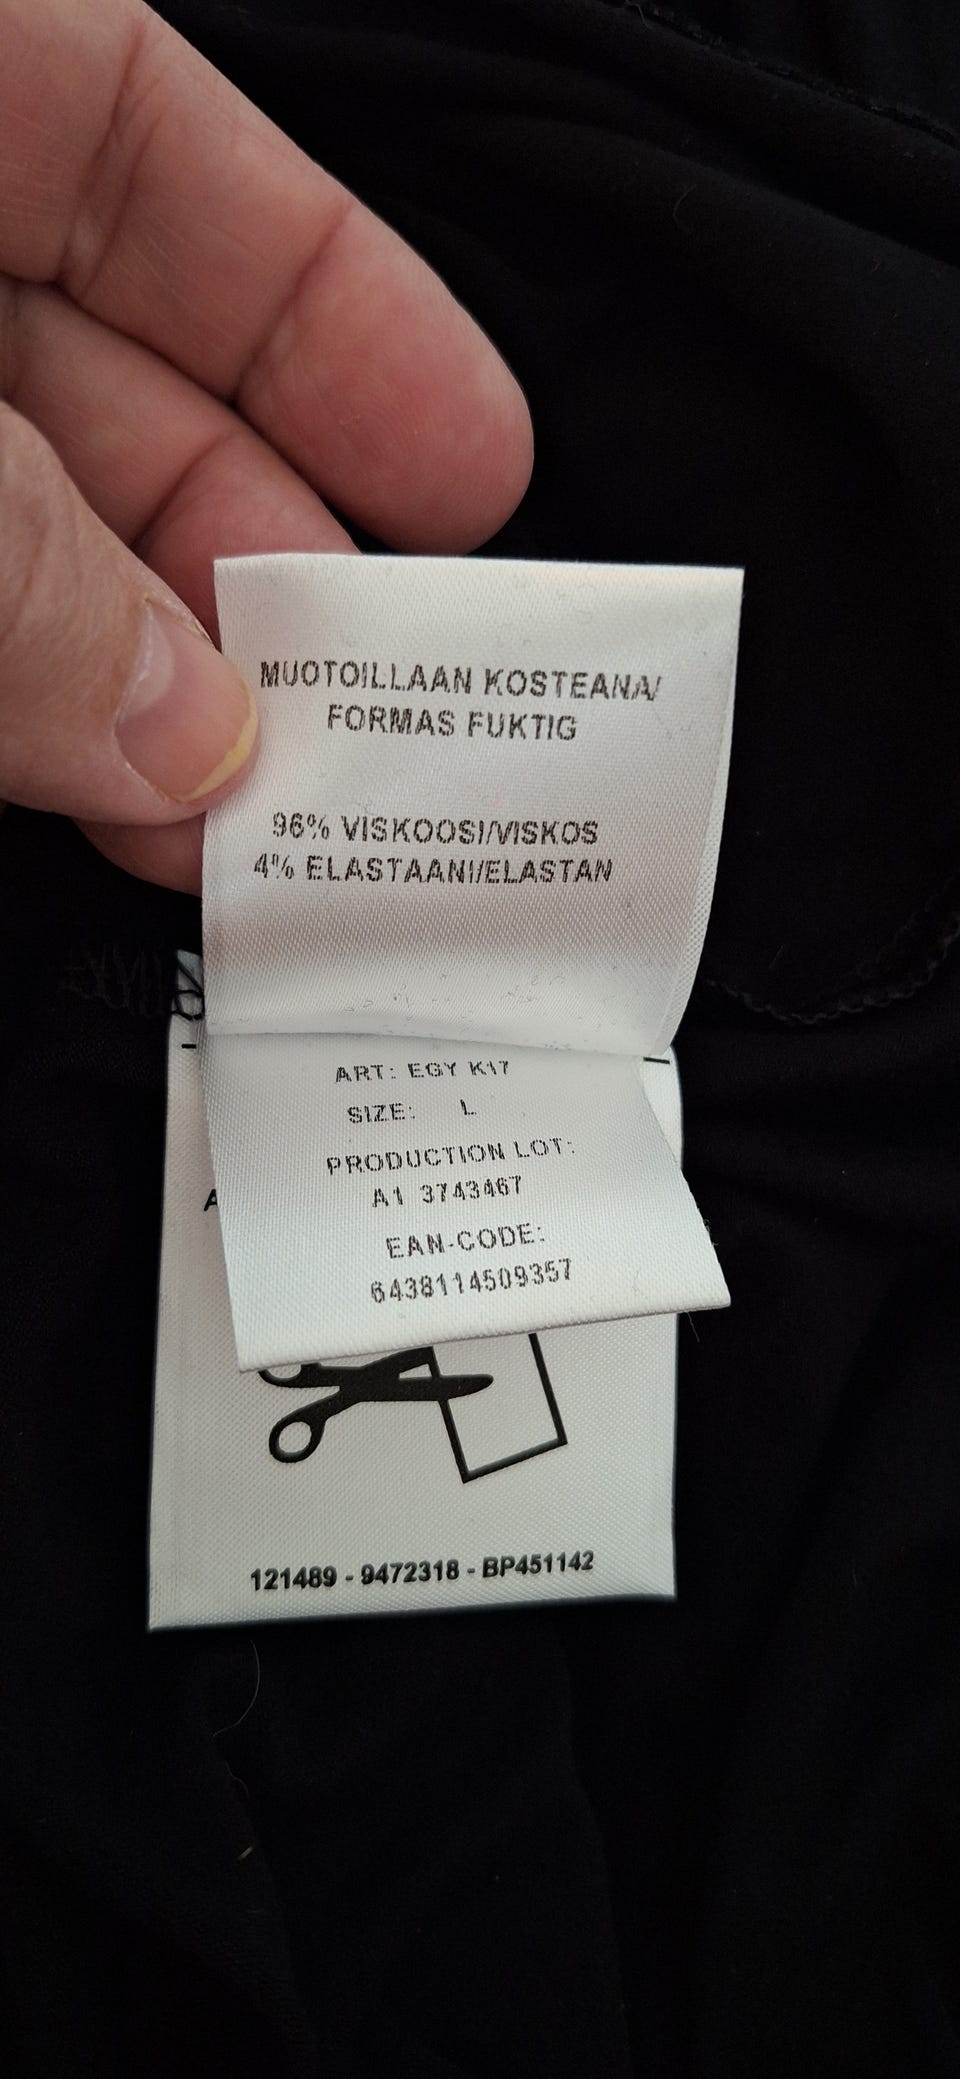 MUOTOILLAAN KOSTEANA/
FORMAS FUKTIG
96% VISKOOSI/VISKOS
4% ELASTAANI/ELASTAN
ART: EGY K17
SIZE: L
PRODUCTION LOT:
A1 3743467
EAN-CODE:
6438114509357
A
121489 - 9472318 - BP451142